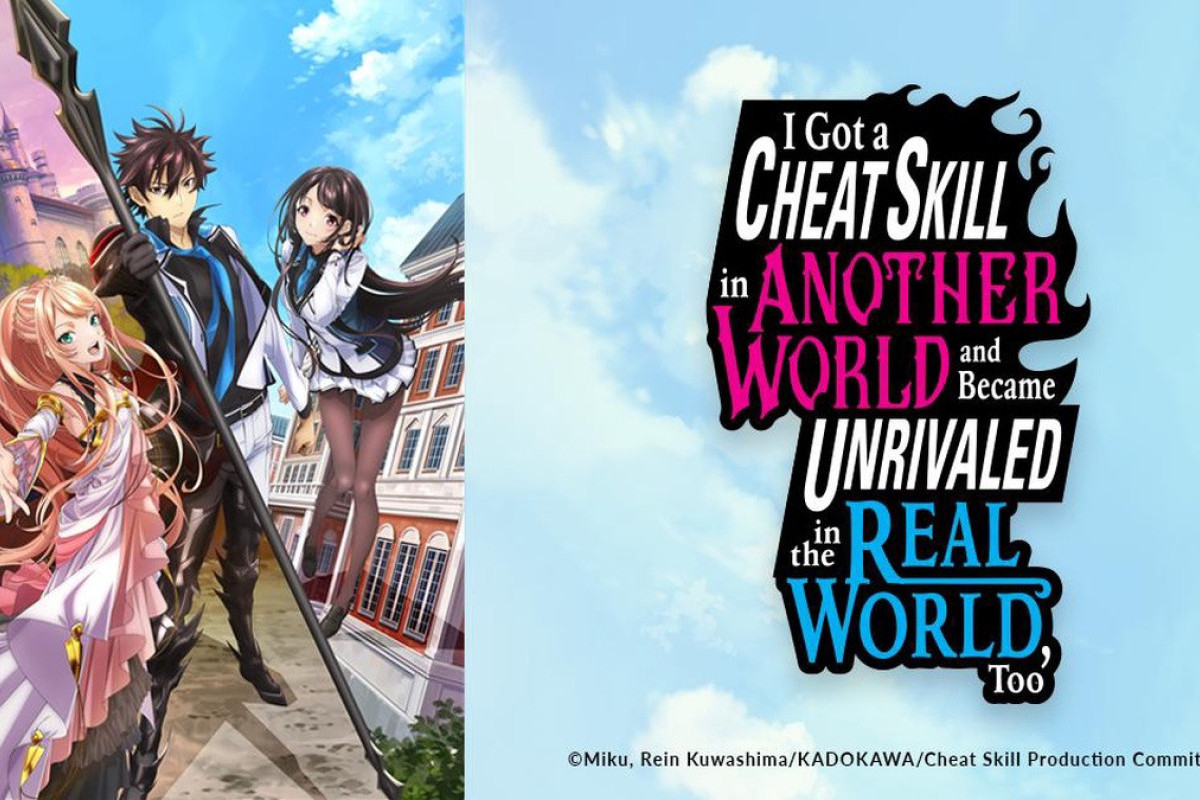 I Got a
CHEAT SKILL
in ANOTHER
WORLD and
Became
UNRIVALED
in
the REAL
WORLD,
Too
©Miku, Rein Kuwashima/KADOKAWA/Cheat Skill Production Commit